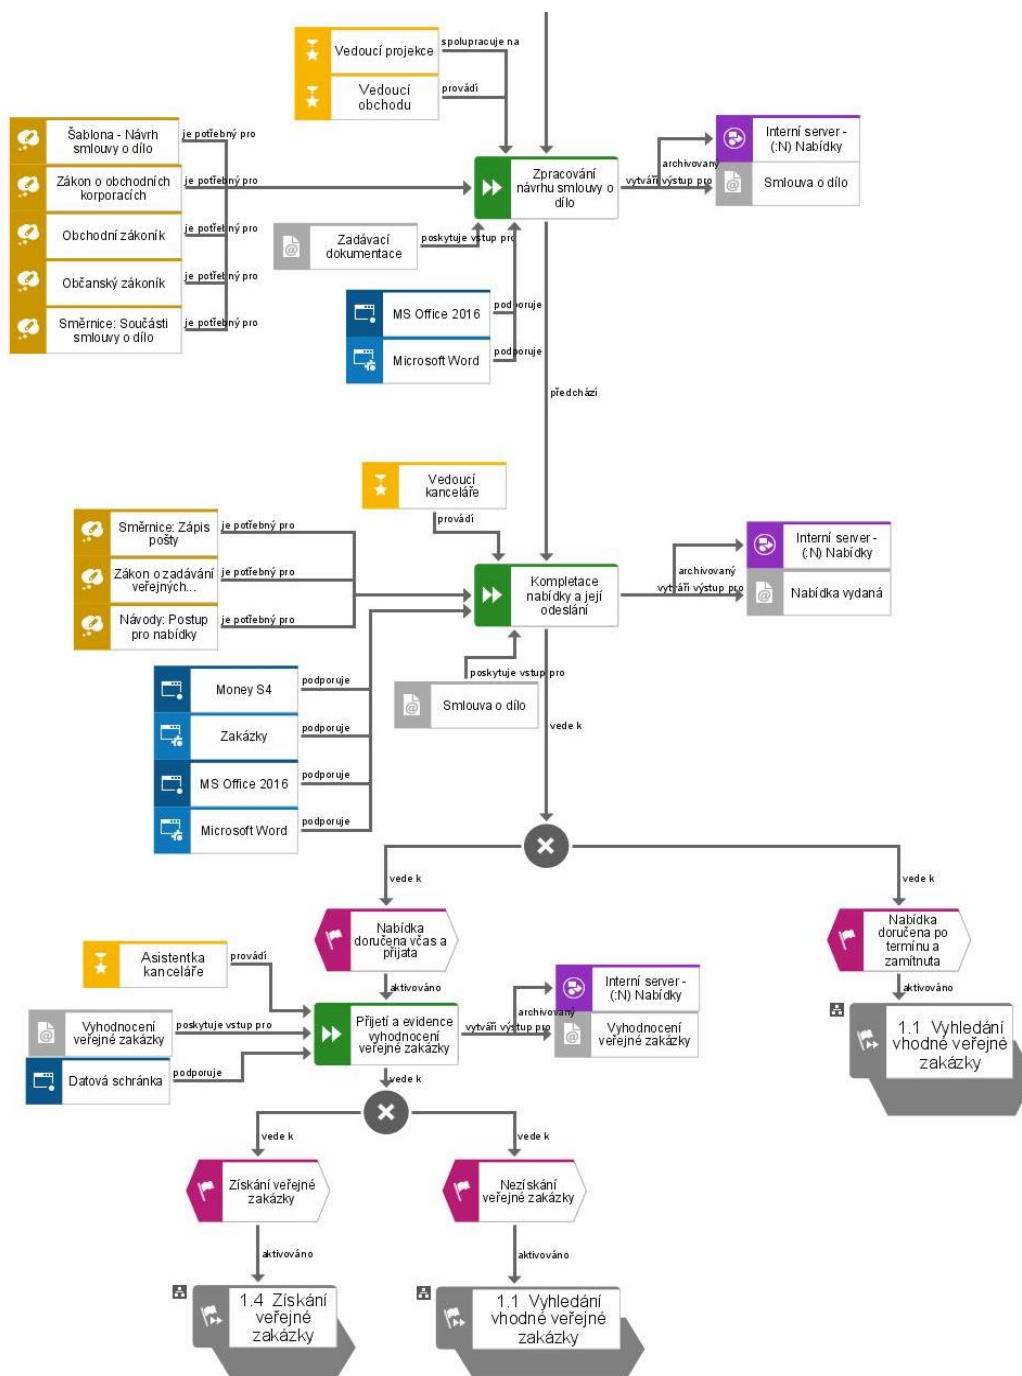 spolupracuje na
Vedoucí projekce
provádí
Vedoucí
obchodu
Šablona - Návrh
smlouvy o dílo
je potřebný pro
Zákon o obchodních
korporacích
je potřebný pro
Obchodní zákoník
je potřebný pro
Občanský zákoník
je potřebný pro
Směrnice: Součásti
smlouvy o dílo
je potřebný pro
Zpracování
návrhu smlouvy o
dílo
Interní server -
(:N) Nabídky
archivovaný
vytváří výstup pro
Smlouva o dílo
Zadávací
dokumentace
poskytuje vstup pro
MS Office 2016
podporuje
Microsoft Word
podporuje
předchází
Vedoucí
kanceláře
provádí
Směrnice: Zápis
pošty
je potřebný pro
Zákon o zadávání
veřejných...
je potřebný pro
Návody: Postup
pro nabídky
je potřebný pro
Kompletace
nabídky a její
odeslání
Interní server -
(:N) Nabídky
archivovaný
vytváří výstup pro
Nabídka vydaná
Money S4
podporuje
Zakázky
podporuje
MS Office 2016
podporuje
Microsoft Word
podporuje
poskytuje vstup pro
Smlouva o dílo
vede k
vede k
vede k
Nabídka
doručena včas a
přijata
Nabídka
doručena po
termínu a
zamítnuta
Asistentka
kanceláře
provádí
aktivováno
aktivováno
Interní server -
(:N) Nabídky
archivovaný
Vyhodnocení
veřejné zakázky
poskytuje vstup pro
Přijetí a evidence
vyhodnocení
veřejné zakázky
vytváří výstup pro
Vyhodnocení
veřejné zakázky
1.1 Vyhledání
vhodné veřejné
zakázky
Datová schránka
podporuje
vede k
vede k
vede k
Získání veřejné
zakázky
Nezískání
veřejné zakázky
aktivováno
aktivováno
1.4 Získání
veřejné
zakázky
1.1 Vyhledání
vhodné veřejné
zakázky